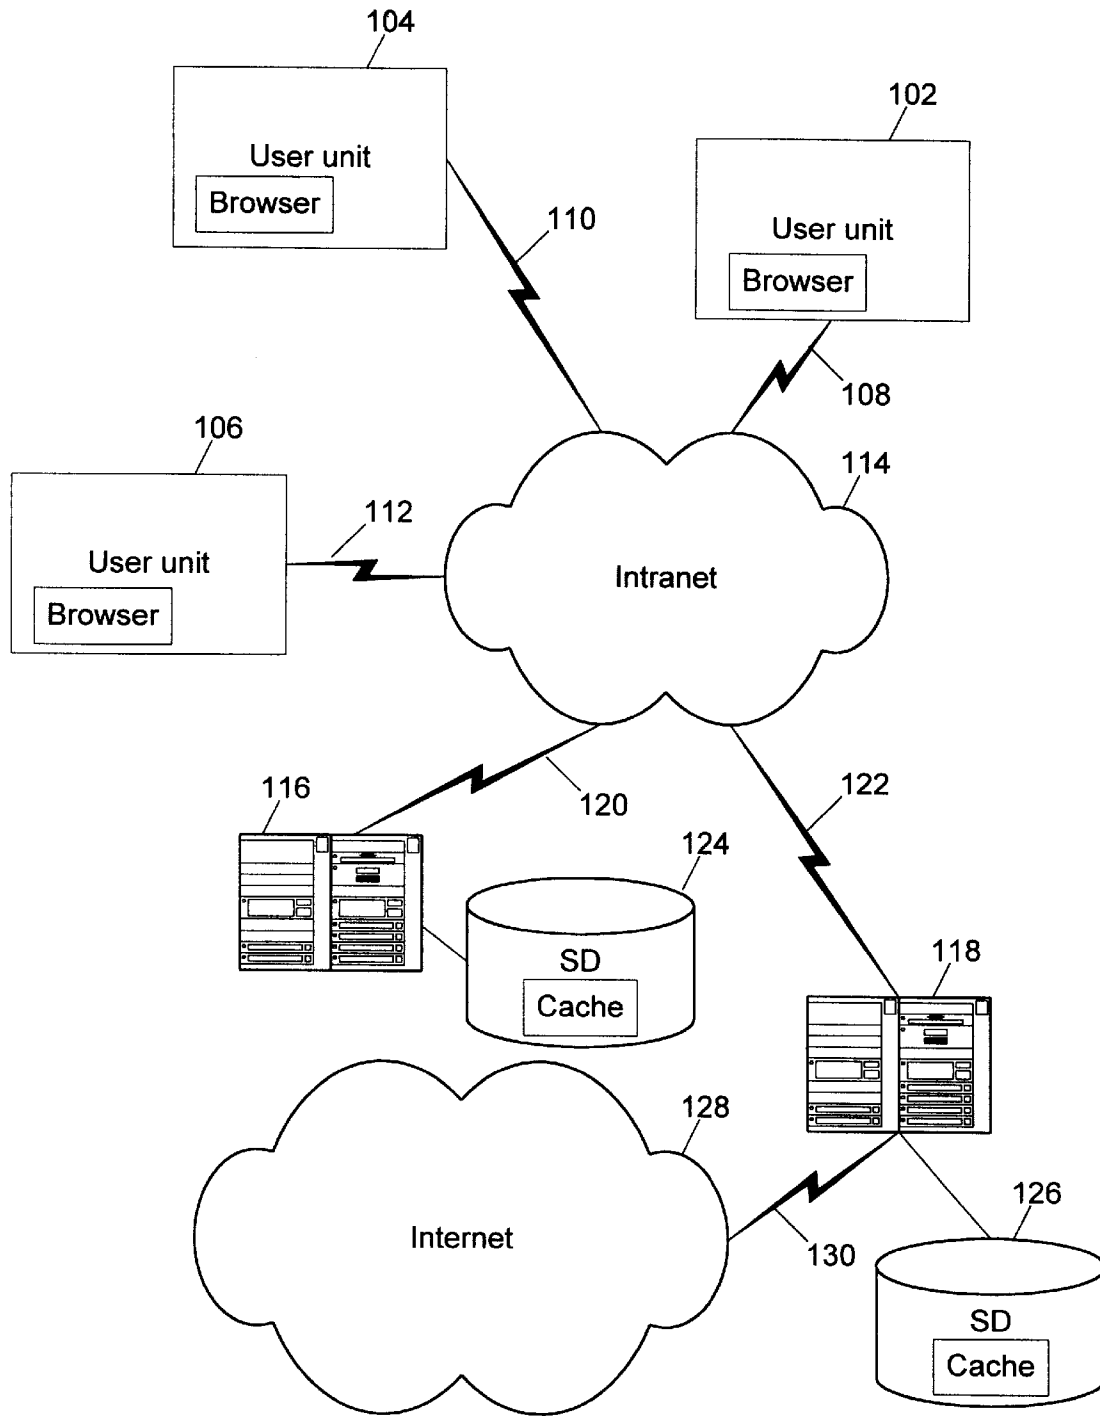 104
102
User unit
Browser
110
User unit
Browser
108
106
114
112
User unit
Intranet
Browser
116
120
122
124
118
SD
Cache
128
126
Internet
130
SD
Cache